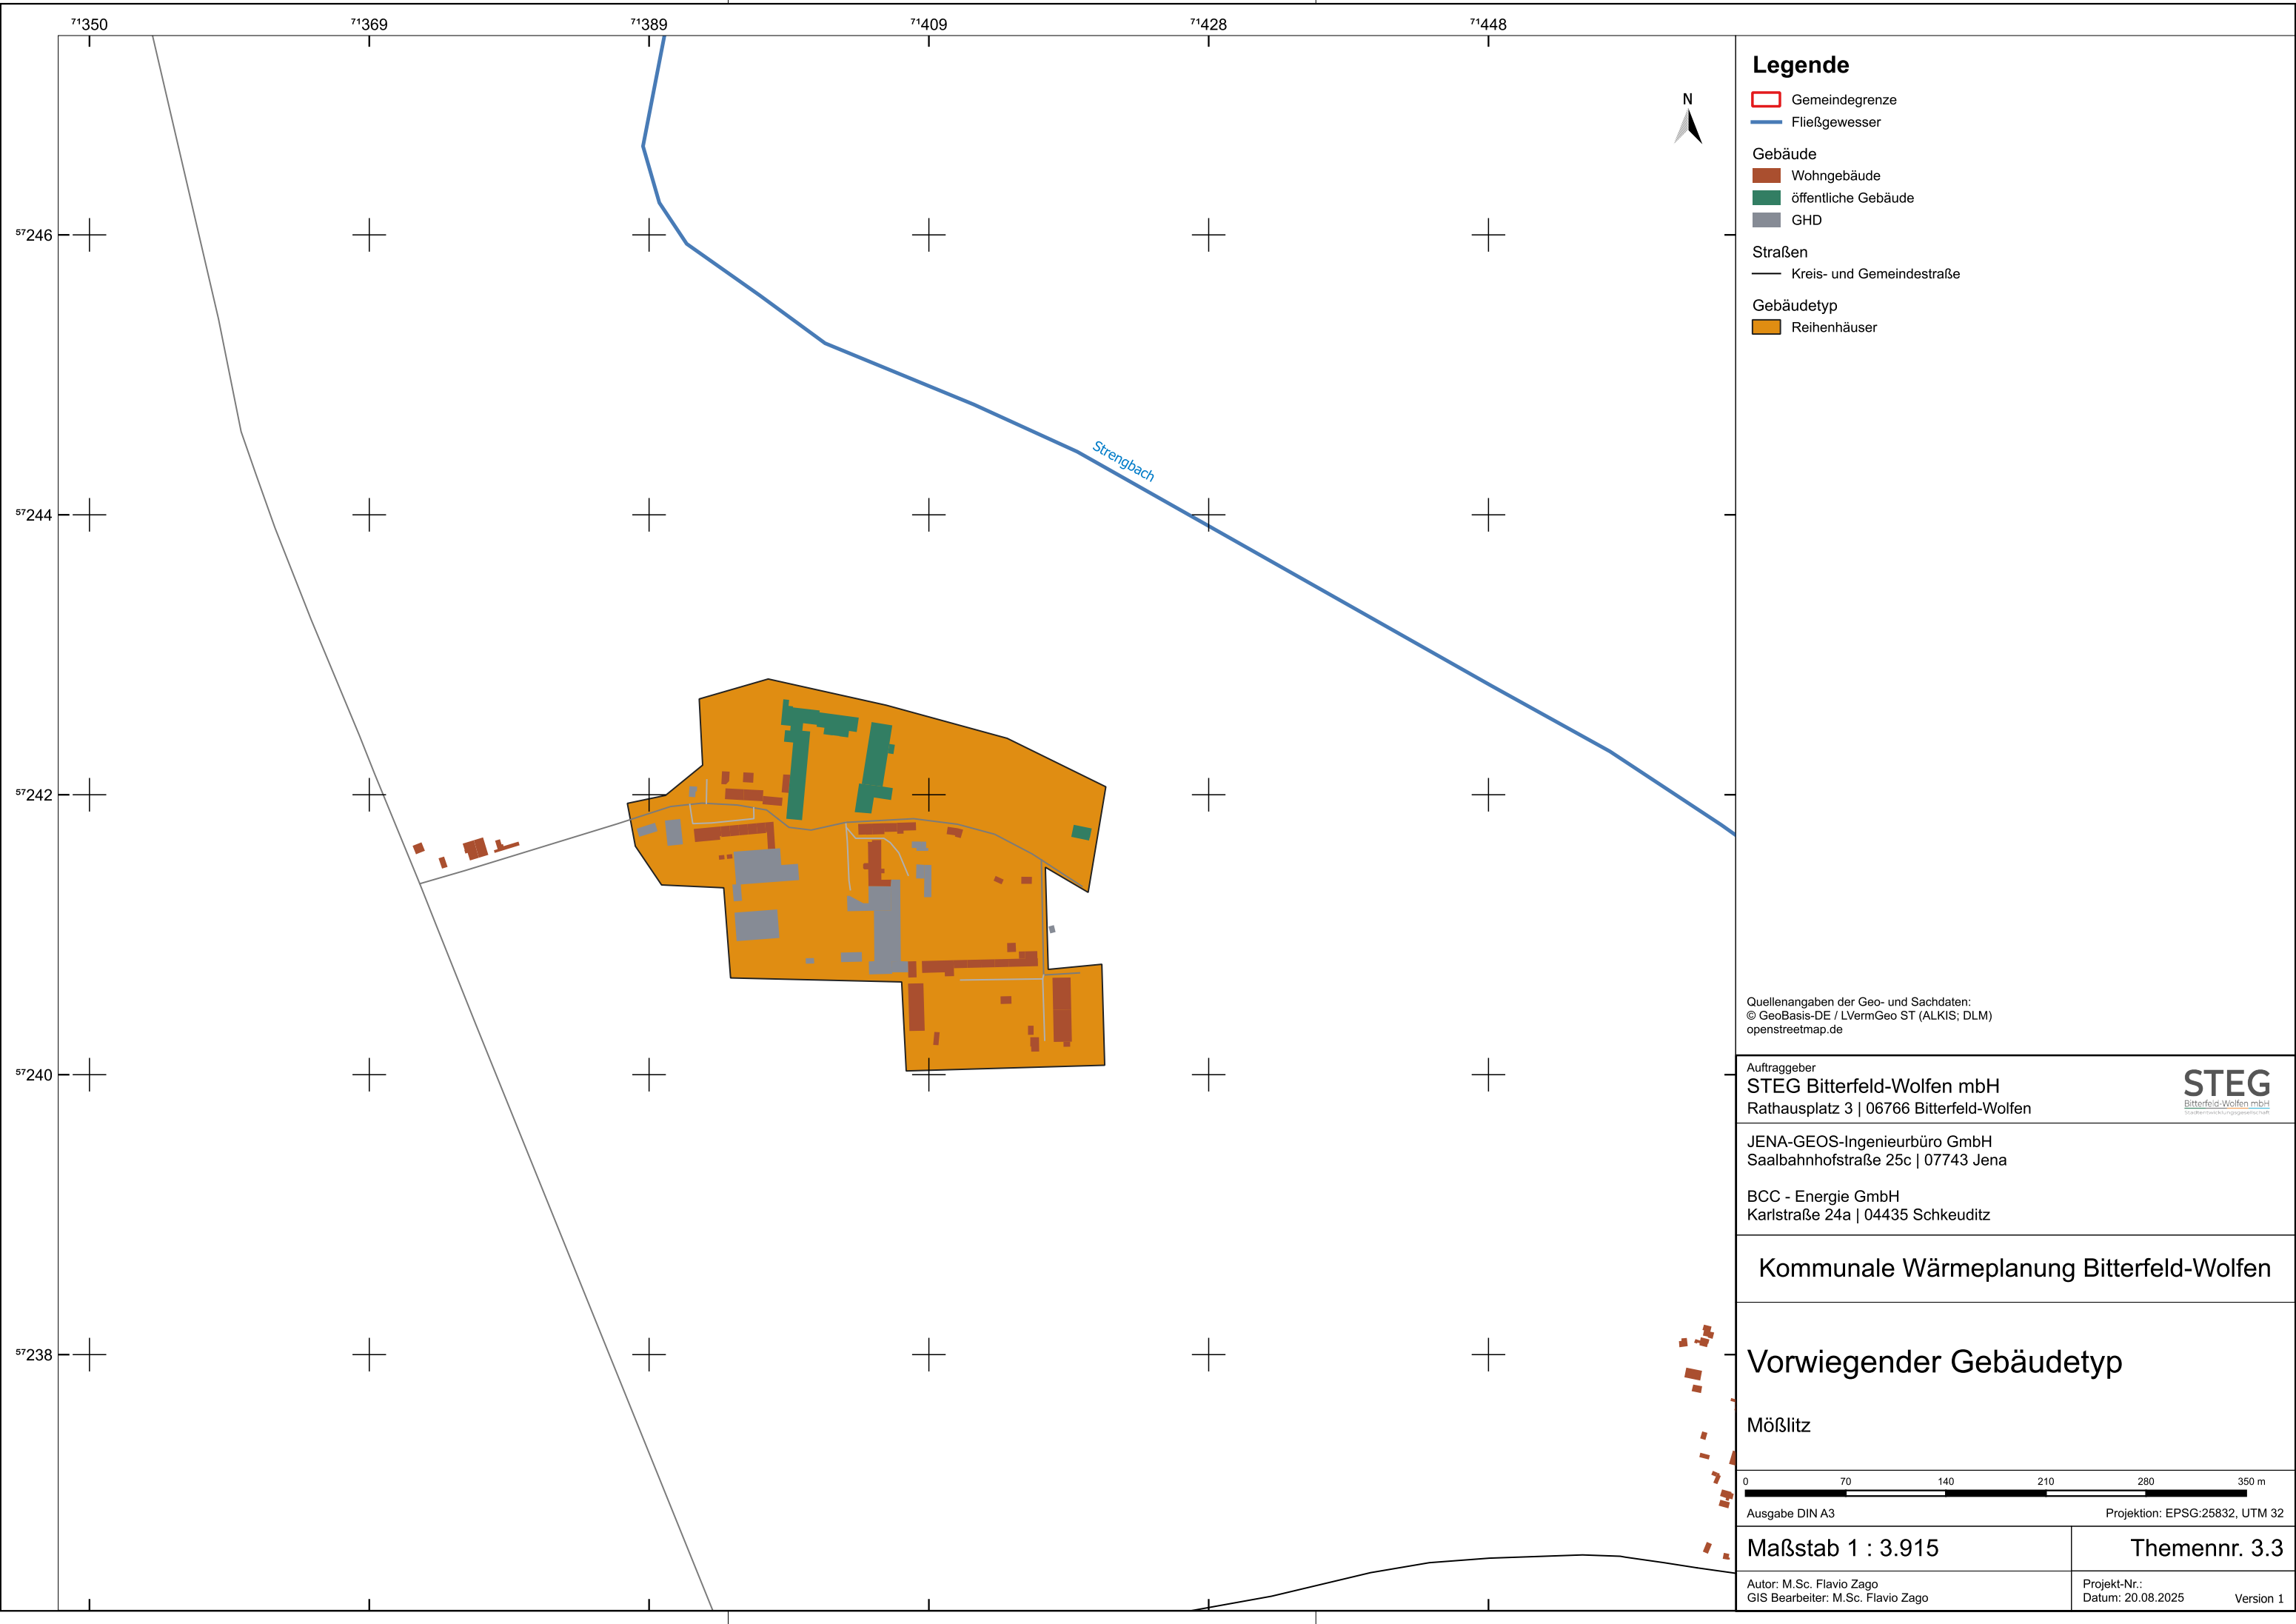 71350 71369 71389 71409 71428 71448
57246
57244
57242
57240
57238
Strengbach
N
Legende
Gemeindegrenze
Fließgewesser
Gebäude
Wohngebäude
öffentliche Gebäude
GHD
Straßen
Kreis- und Gemeindestraße
Gebäudetyp
Reihenhäuser
Quellenangaben der Geo- und Sachdaten:
© GeoBasis-DE / LVermGeo ST (ALKIS; DLM)
openstreetmap.de
Auftraggeber
STEG Bitterfeld-Wolfen mbH
Rathausplatz 3 | 06766 Bitterfeld-Wolfen
STEG
Bitterfeld-Wolfen mbH
Stadtentwicklungsgesellschaft
JENA-GEOS-Ingenieurbüro GmbH
Saalbahnhofstraße 25c | 07743 Jena
BCC - Energie GmbH
Karlstraße 24a | 04435 Schkeuditz
Kommunale Wärmeplanung Bitterfeld-Wolfen
Vorwiegender Gebäudetyp
Mößlitz
0 70 140 210 280 350 m
Ausgabe DIN A3 Projektion: EPSG:25832, UTM 32
Maßstab 1 : 3.915 Themennr. 3.3
Autor: M.Sc. Flavio Zago
GIS Bearbeiter: M.Sc. Flavio Zago
Projekt-Nr.:
Datum: 20.08.2025 Version 1